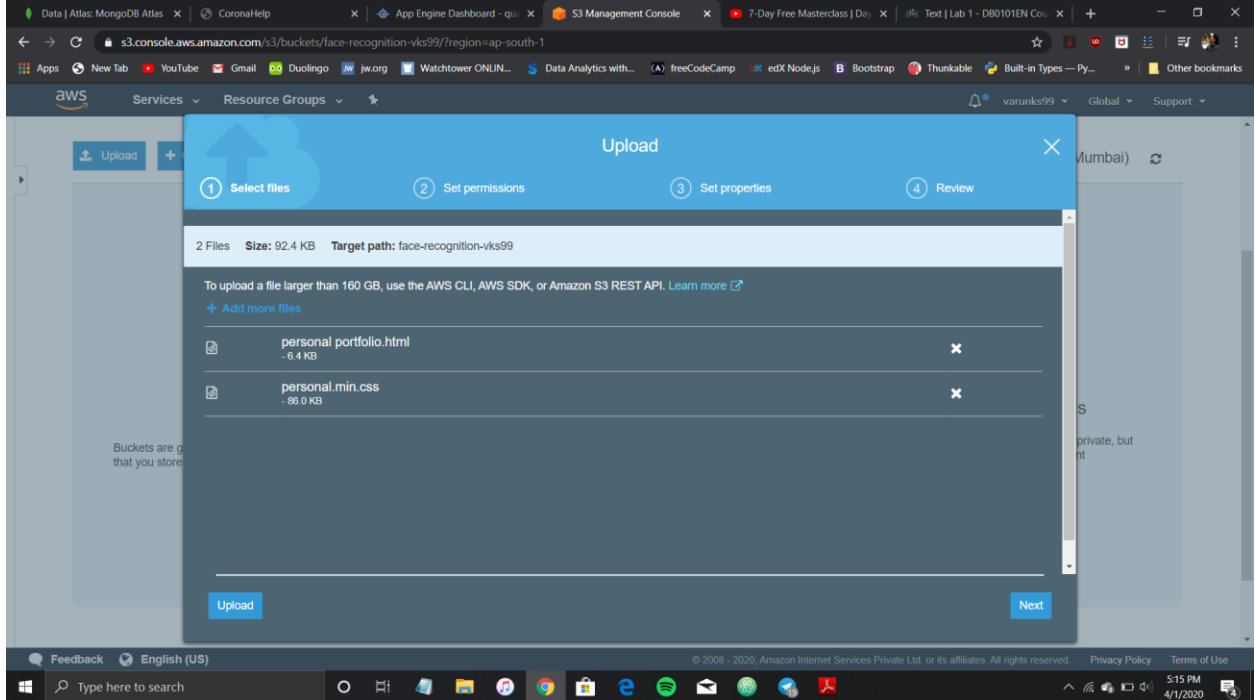 Data | Atlas: MongoDB Atlas
CoronaHelp
App Engine Dashboard - qu
S3 Management Console
7-Day Free Masterclass | Day
Text | Lab 1 - DB0101EN Cou
s3.console.aws.amazon.com/s3/buckets/face-recognition-vks99/?region=ap-south-1
Apps
New Tab
YouTube
Gmail
Duolingo
jw.org
Watchtower ONLIN...
Data Analytics with...
freeCodeCamp
edX Node.js
Bootstrap
Thunkable
Built-in Types — Py...
»
Other bookmarks
aws
Services
Resource Groups
varunks99
Global
Support
Upload
Mumbai)
Upload
1 Select files
2 Set permissions
3 Set properties
4 Review
2 Files Size: 92.4 KB Target path: face-recognition-vks99
To upload a file larger than 160 GB, use the AWS CLI, AWS SDK, or Amazon S3 REST API. Learn more
+ Add more files
personal portfolio.html
- 6.4 KB
personal.min.css
- 86.0 KB
s
Buckets are g
that you store
private, but
nt
Upload
Next
Feedback
English (US)
© 2008 - 2020, Amazon Internet Services Private Ltd. or its affiliates. All rights reserved.
Privacy Policy
Terms of Use
Type here to search
5:15 PM
4/1/2020